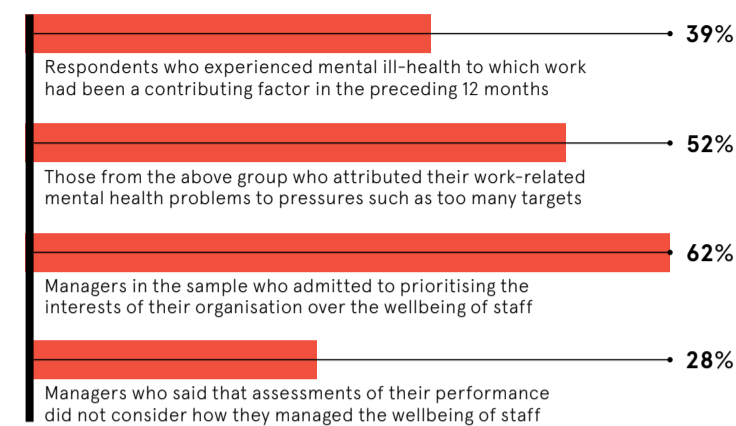 39%
Respondents who experienced mental ill-health to which work
had been a contributing factor in the preceding 12 months
52%
Those from the above group who attributed their work-related
mental health problems to pressures such as too many targets
62%
Managers in the sample who admitted to prioritising the
interests of their organisation over the wellbeing of staff
28%
Managers who said that assessments of their performance
did not consider how they managed the wellbeing of staff